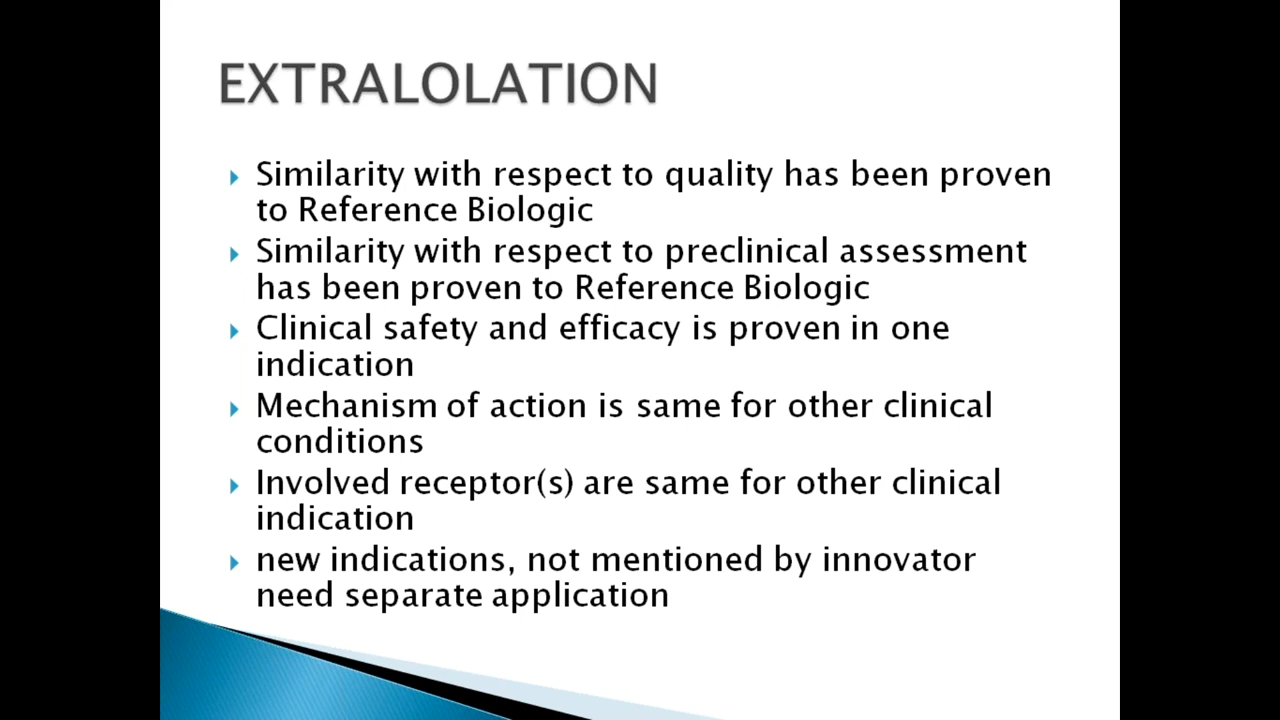 EXTRALOLATION
Similarity with respect to quality has been proven
to Reference Biologic
Similarity with respect to preclinical assessment
has been proven to Reference Biologic
Clinical safety and efficacy is proven in one
indication
Mechanism of action is same for other clinical
conditions
Involved receptor(s) are same for other clinical
indication
new indications, not mentioned by innovator
need separate application